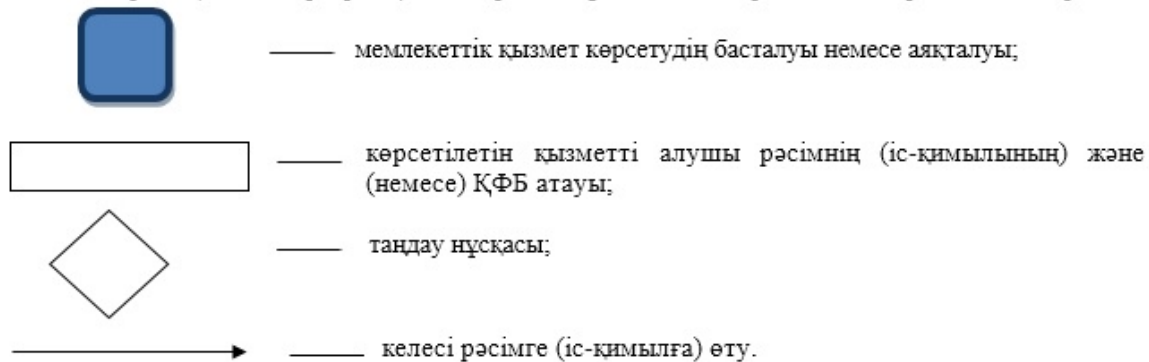 мемлекеттік қызмет көрсетудің басталуы немесе аяқталуы;
көрсетілетін қызметті алушы рәсімнің (іс-қимылының) және
(немесе) ҚФБ атауы;
таңдау нұсқасы;
келесі рәсімге (іс-қимылға) өту.